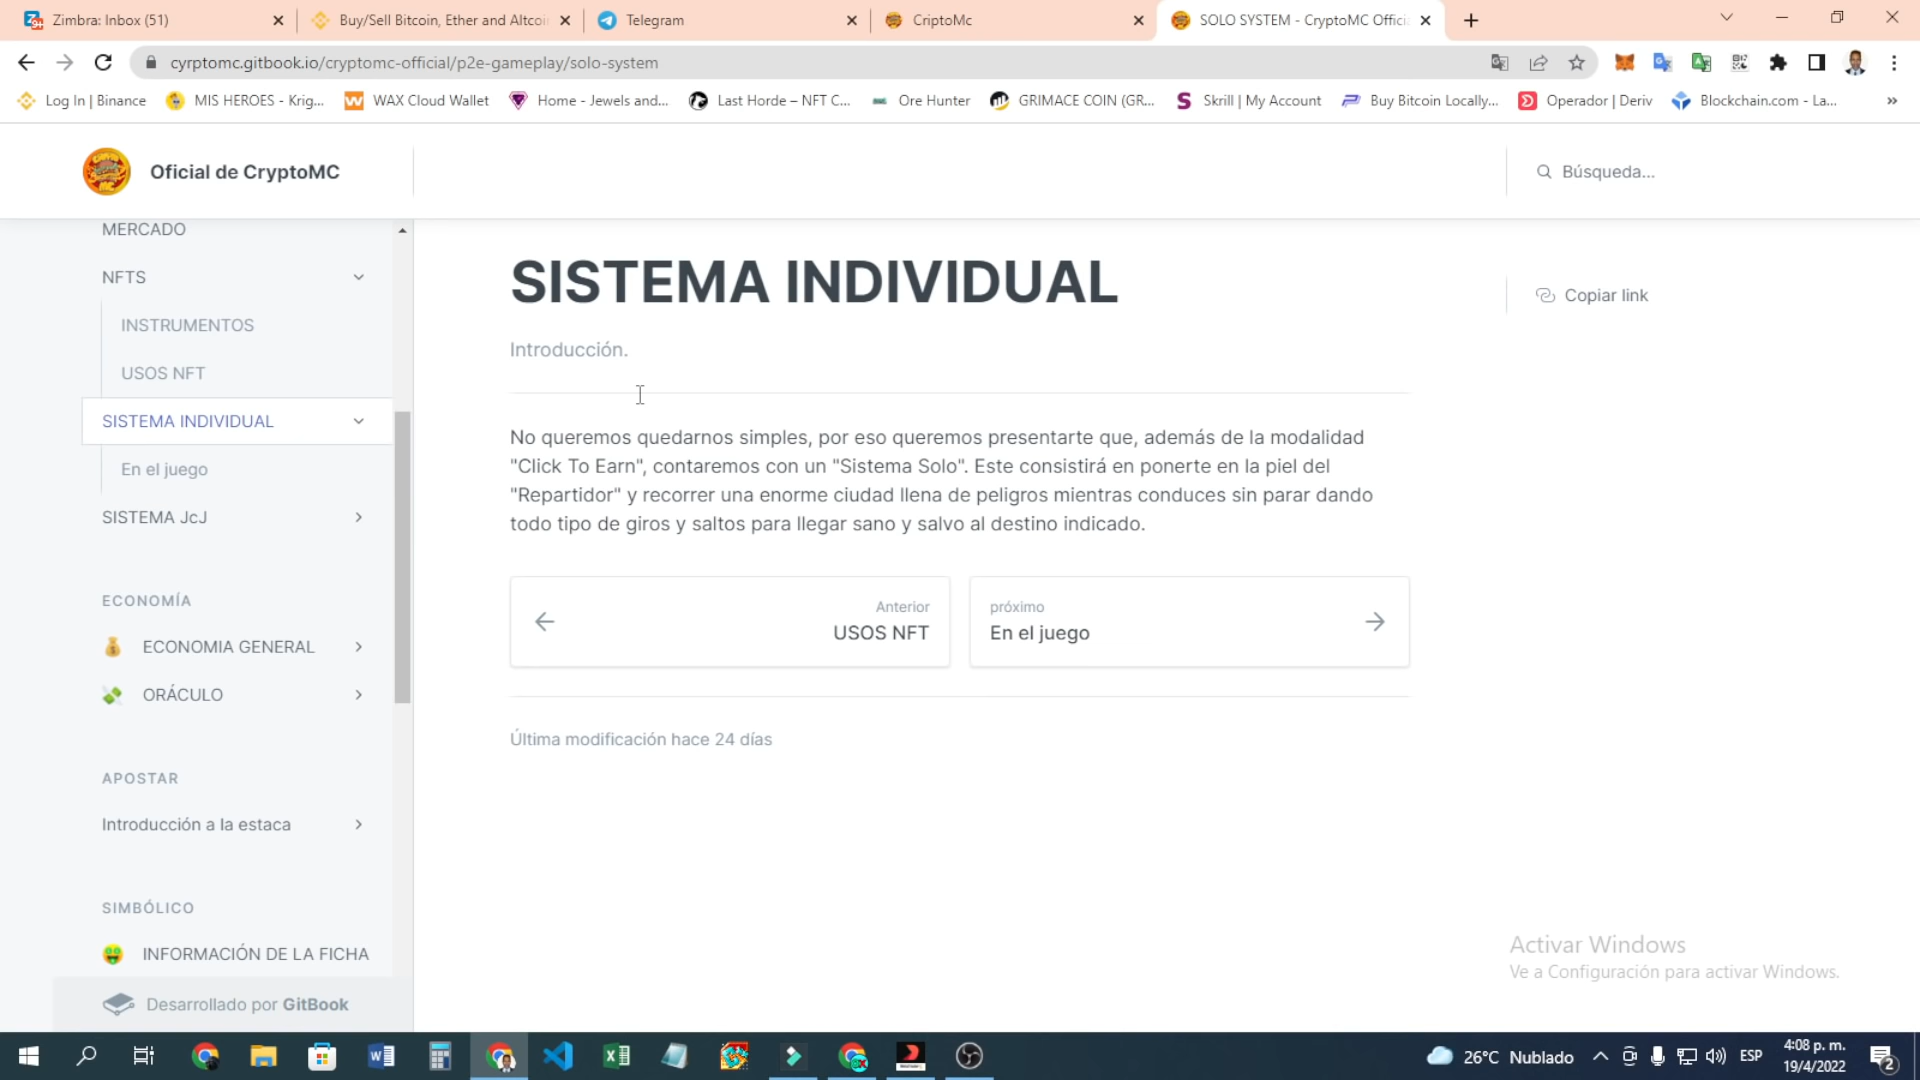 Zimbra: Inbox (51)
Buy/Sell Bitcoin, Ether and Altcoi
Telegram
CriptoMc
SOLO SYSTEM - CryptoMC Offici
cyrptomc.gitbook.io/cryptomc-official/p2e-gameplay/solo-system
Log In | Binance
MIS HEROES - Krig...
WAX Cloud Wallet
Home - Jewels and...
Last Horde – NFT C...
Ore Hunter
GRIMACE COIN (GR...
Skrill | My Account
Buy Bitcoin Locally...
Operador | Deriv
Blockchain.com - La...
»
Oficial de CryptoMC
Búsqueda...
MERCADO
NFTS
INSTRUMENTOS
USOS NFT
SISTEMA INDIVIDUAL
En el juego
SISTEMA JcJ
ECONOMÍA
ECONOMIA GENERAL
ORÁCULO
APOSTAR
Introducción a la estaca
SIMBÓLICO
INFORMACIÓN DE LA FICHA
Desarrollado por GitBook
SISTEMA INDIVIDUAL
Introducción.
No queremos quedarnos simples, por eso queremos presentarte que, además de la modalidad
"Click To Earn", contaremos con un "Sistema Solo". Este consistirá en ponerte en la piel del
"Repartidor" y recorrer una enorme ciudad llena de peligros mientras conduces sin parar dando
todo tipo de giros y saltos para llegar sano y salvo al destino indicado.
Anterior
USOS NFT
próximo
En el juego
Última modificación hace 24 días
Copiar link
Activar Windows
Ve a Configuración para activar Windows.
26°C Nublado
ESP
4:08 p. m.
19/4/2022
2